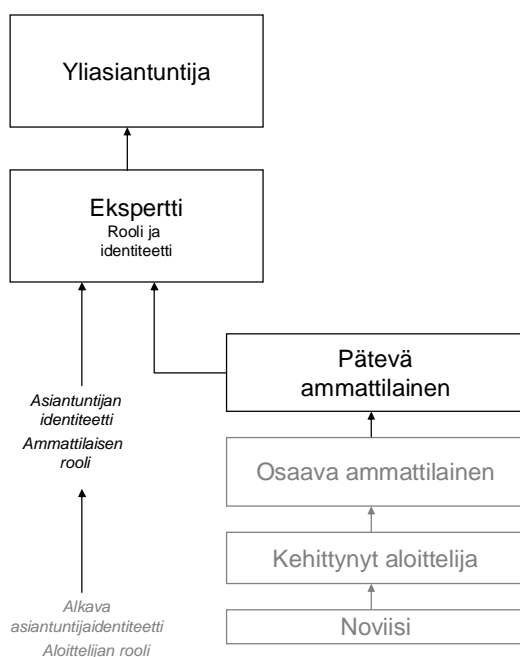 Yliasiantuntija
Ekspertti
Rooli ja
identiteetti
Pätevä
ammattilainen
Asiantuntijan
identiteetti
Ammattilaisen
rooli
Osaava ammattilainen
Kehittynyt aloittelija
Alkava
asiantuntijaidentiteetti
Aloittelijan rooli
Noviisi